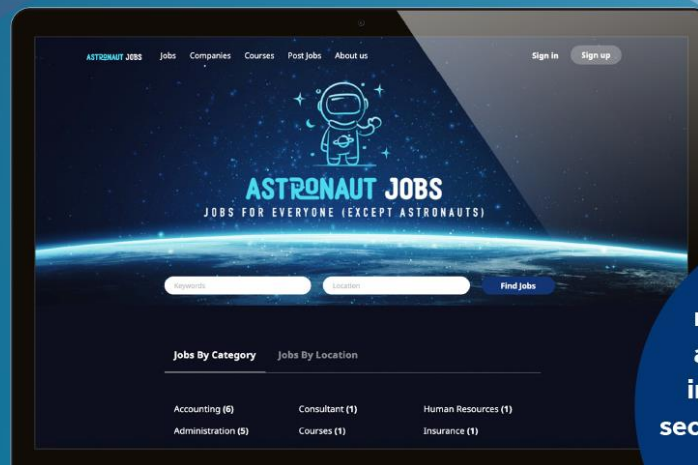 ASTRONAUT JOBS Jobs Companies Courses Post Jobs About us Sign in Sign up
ASTRONAUT JOBS
JOBS FOR EVERYONE (EXCEPT ASTRONAUTS)
Keywords Location Find Jobs
Jobs By Category Jobs By Location
Accounting (6) Consultant (1) Human Resources (1)
Administration (5) Courses (1) Insurance (1)